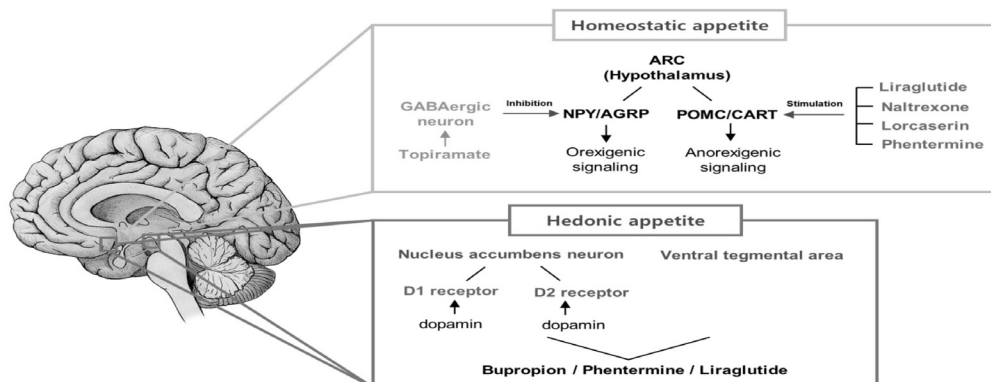 Homeostatic appetite
ARC
(Hypothalamus)
GABAergic
neuron
Inhibition
NPY/AGRP
POMC/CART
Stimulation
Liraglutide
Naltrexone
Lorcaserin
Phentermine
Topiramate
Orexigenic
signaling
Anorexigenic
signaling
Hedonic appetite
Nucleus accumbens neuron
Ventral tegmental area
D1 receptor
D2 receptor
dopamin
dopamin
Bupropion / Phentermine / Liraglutide